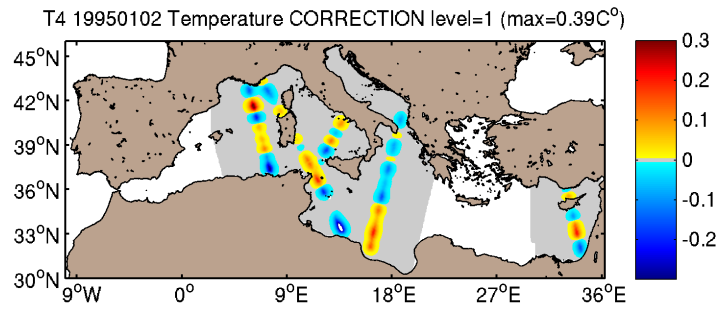 T4 19950102 Temperature CORRECTION level=1 (max=0.39C°)
45°N
42°N
39°N
36°N
33°N
30°N
9°W
0°
9°E
18°E
27°E
36°E
0.3
0.2
0.1
0
-0.1
-0.2